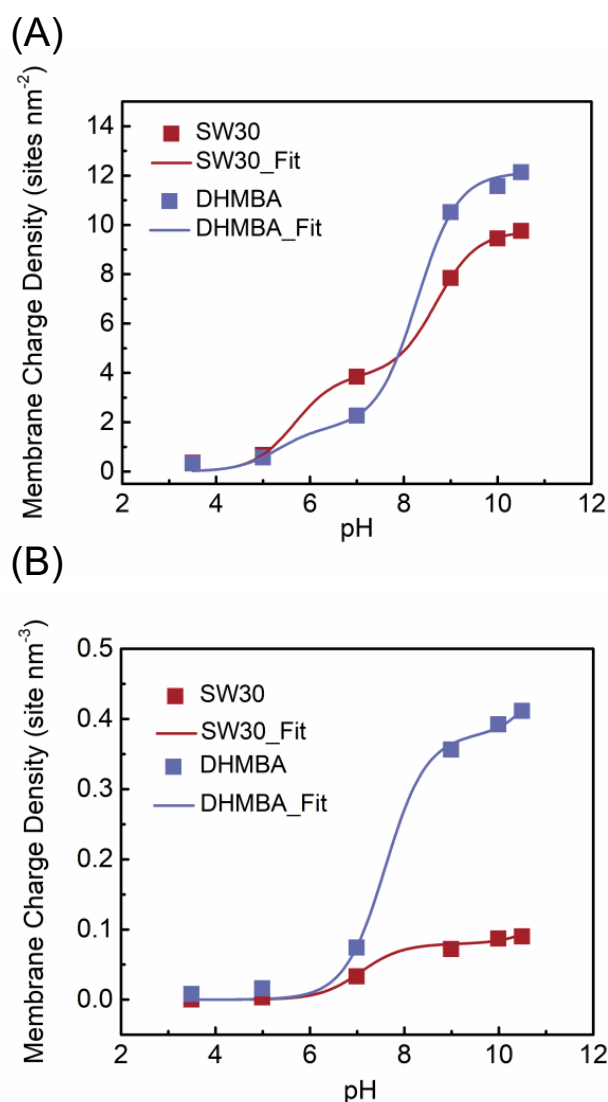 (A)
Membrane Charge Density (sites nm-2)
14
12
10
8
6
4
2
0
SW30
SW30_Fit
DHMBA
DHMBA_Fit
2 4 6 8 10 12
pH
(B)
Membrane Charge Density (site nm-3)
0.5
0.4
0.3
0.2
0.1
0.0
SW30
SW30_Fit
DHMBA
DHMBA_Fit
2 4 6 8 10 12
pH